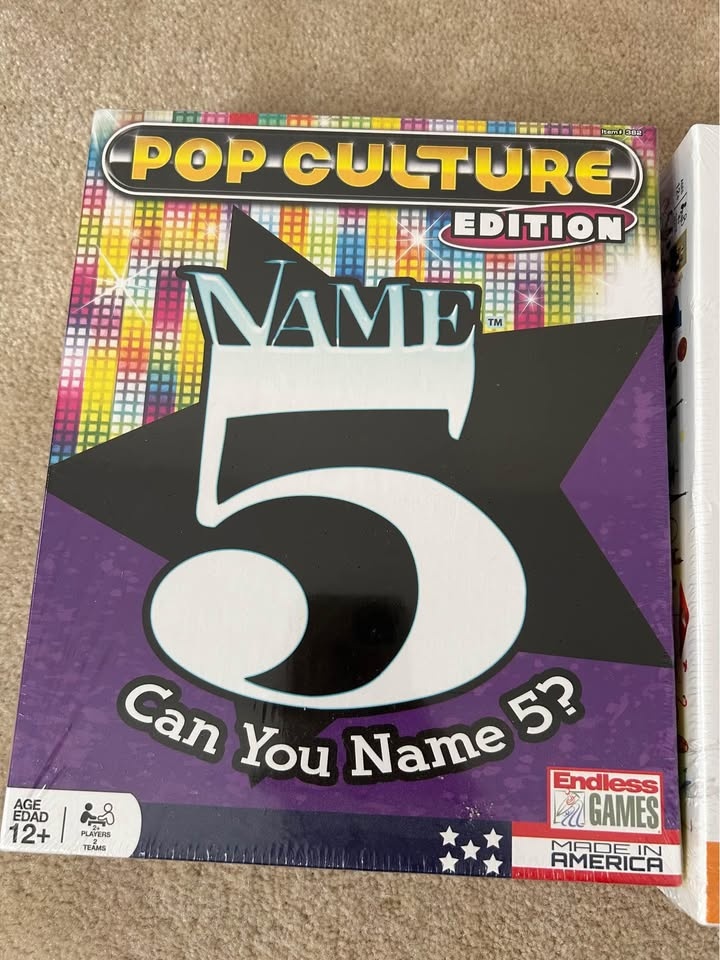 Item# 382
POP CULTURE
EDITION
NAME™
5
Can You Name 5?
AGE
EDAD
12+
2+
PLAYERS
2
TEAMS
Endless
GAMES
MADE IN
AMERICA